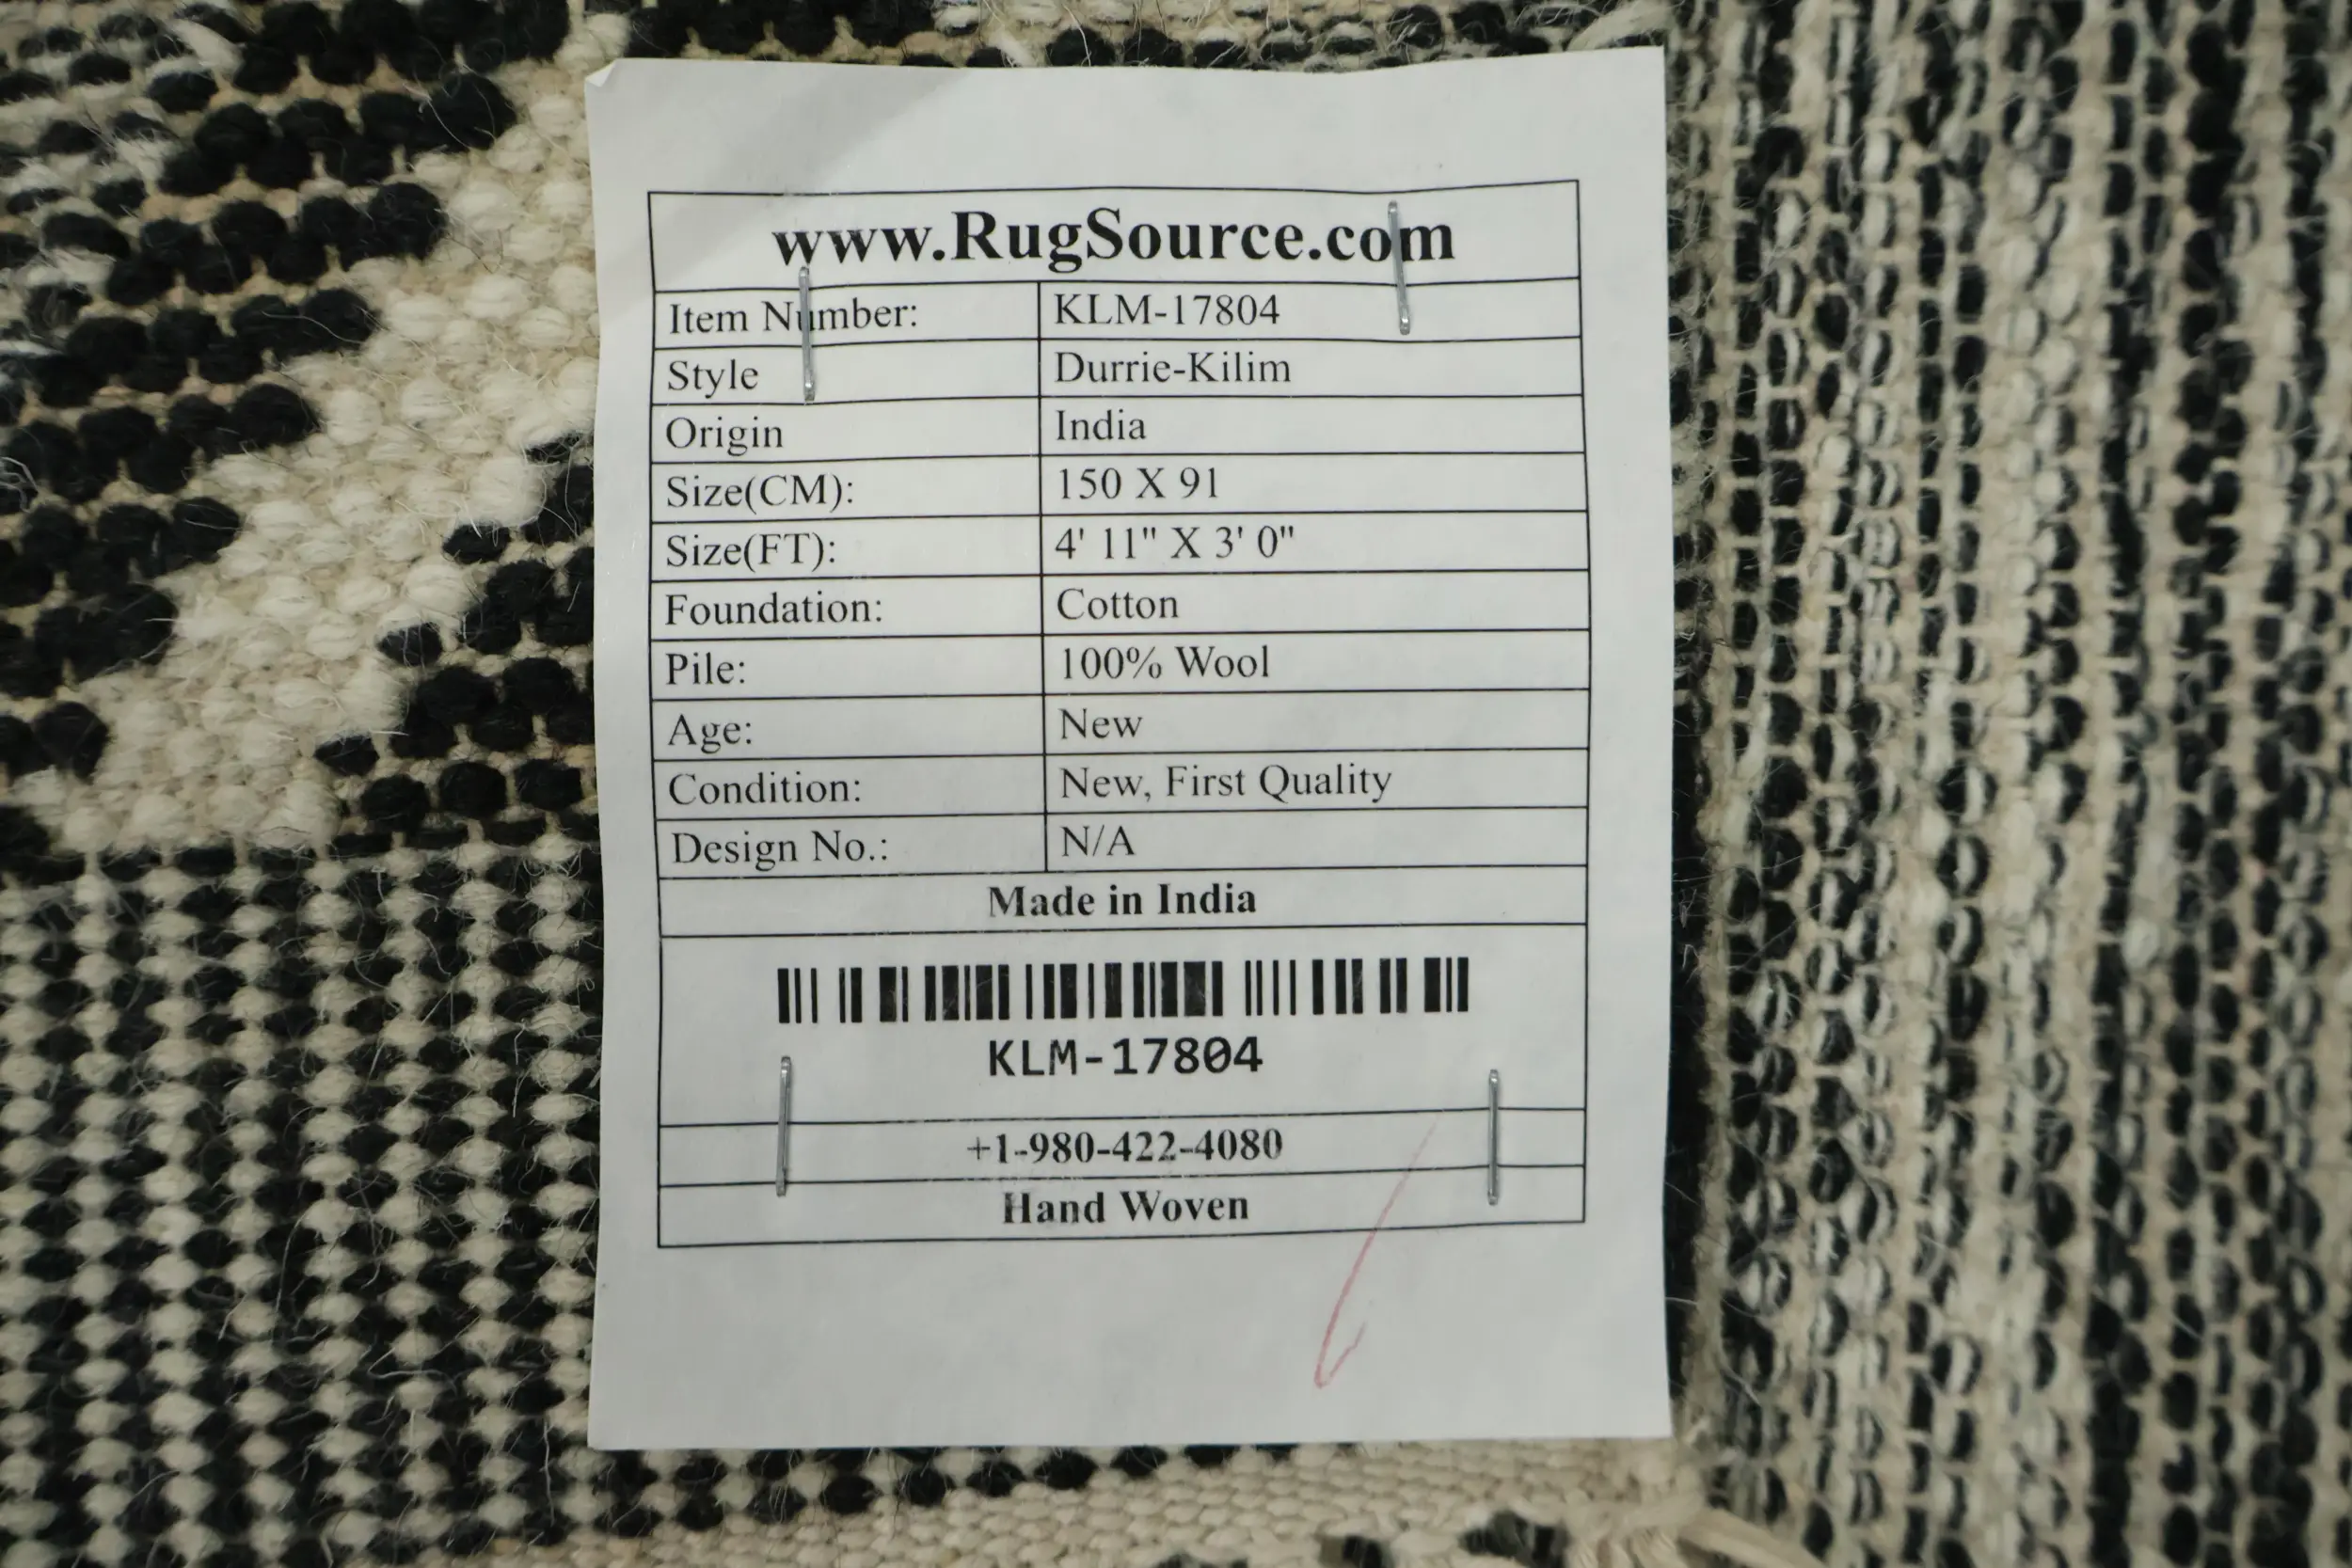 www.RugSource.com
Item Number: KLM-17804
Style Durrie-Kilim
Origin India
Size(CM): 150 X 91
Size(FT): 4' 11" X 3' 0"
Foundation: Cotton
Pile: 100% Wool
Age: New
Condition: New, First Quality
Design No.: N/A
Made in India
KLM-17804
+1-980-422-4080
Hand Woven